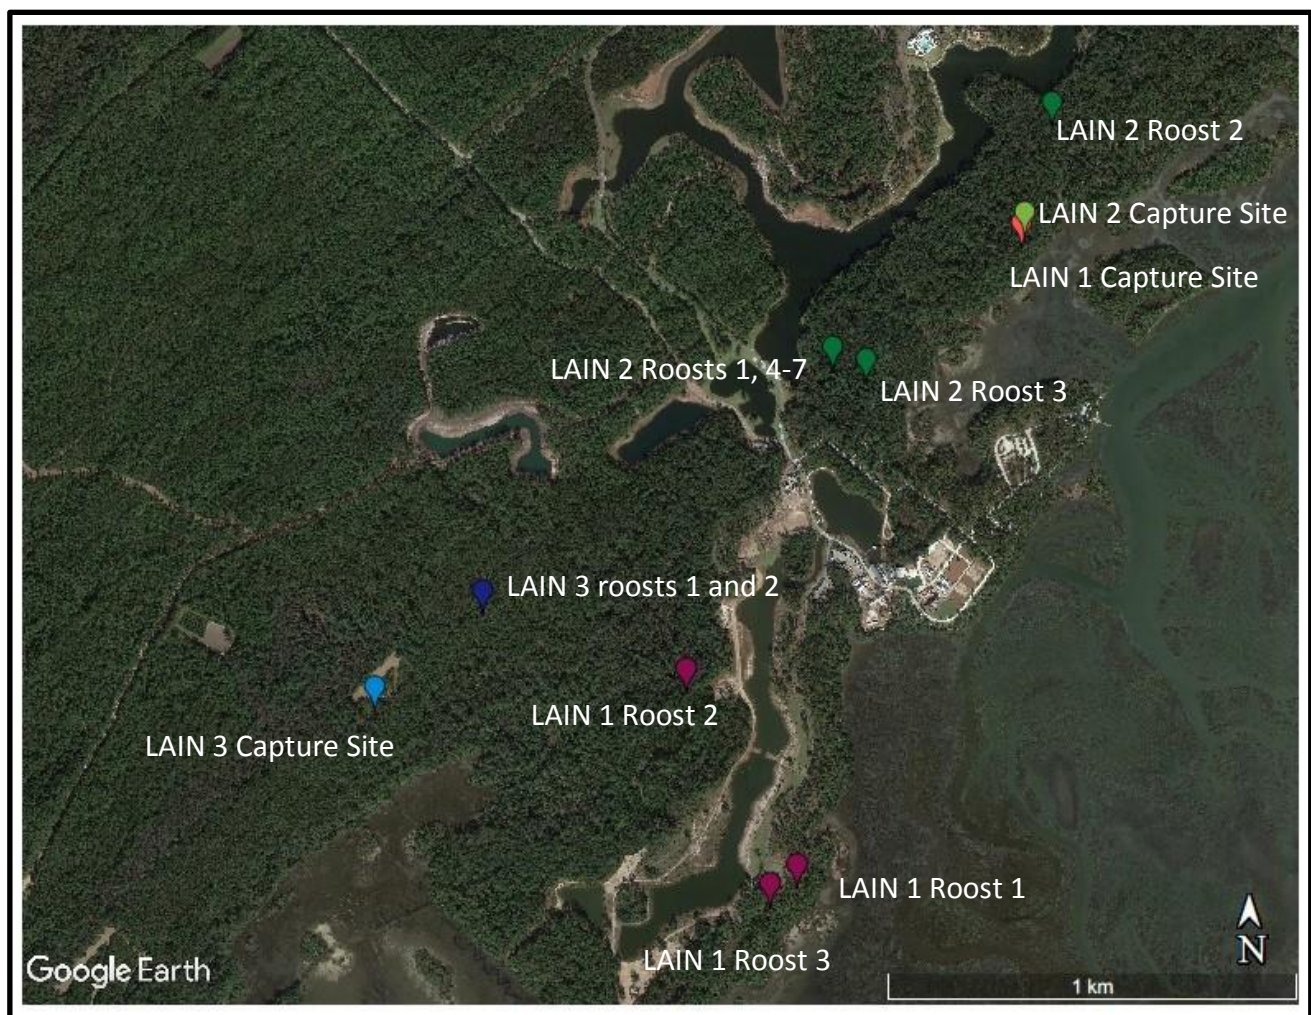 LAIN 2 Roost 2
LAIN 2 Capture Site
LAIN 1 Capture Site
LAIN 2 Roosts 1, 4-7
LAIN 2 Roost 3
LAIN 3 roosts 1 and 2
LAIN 1 Roost 2
LAIN 3 Capture Site
LAIN 1 Roost 1
LAIN 1 Roost 3
N
Google Earth
1 km